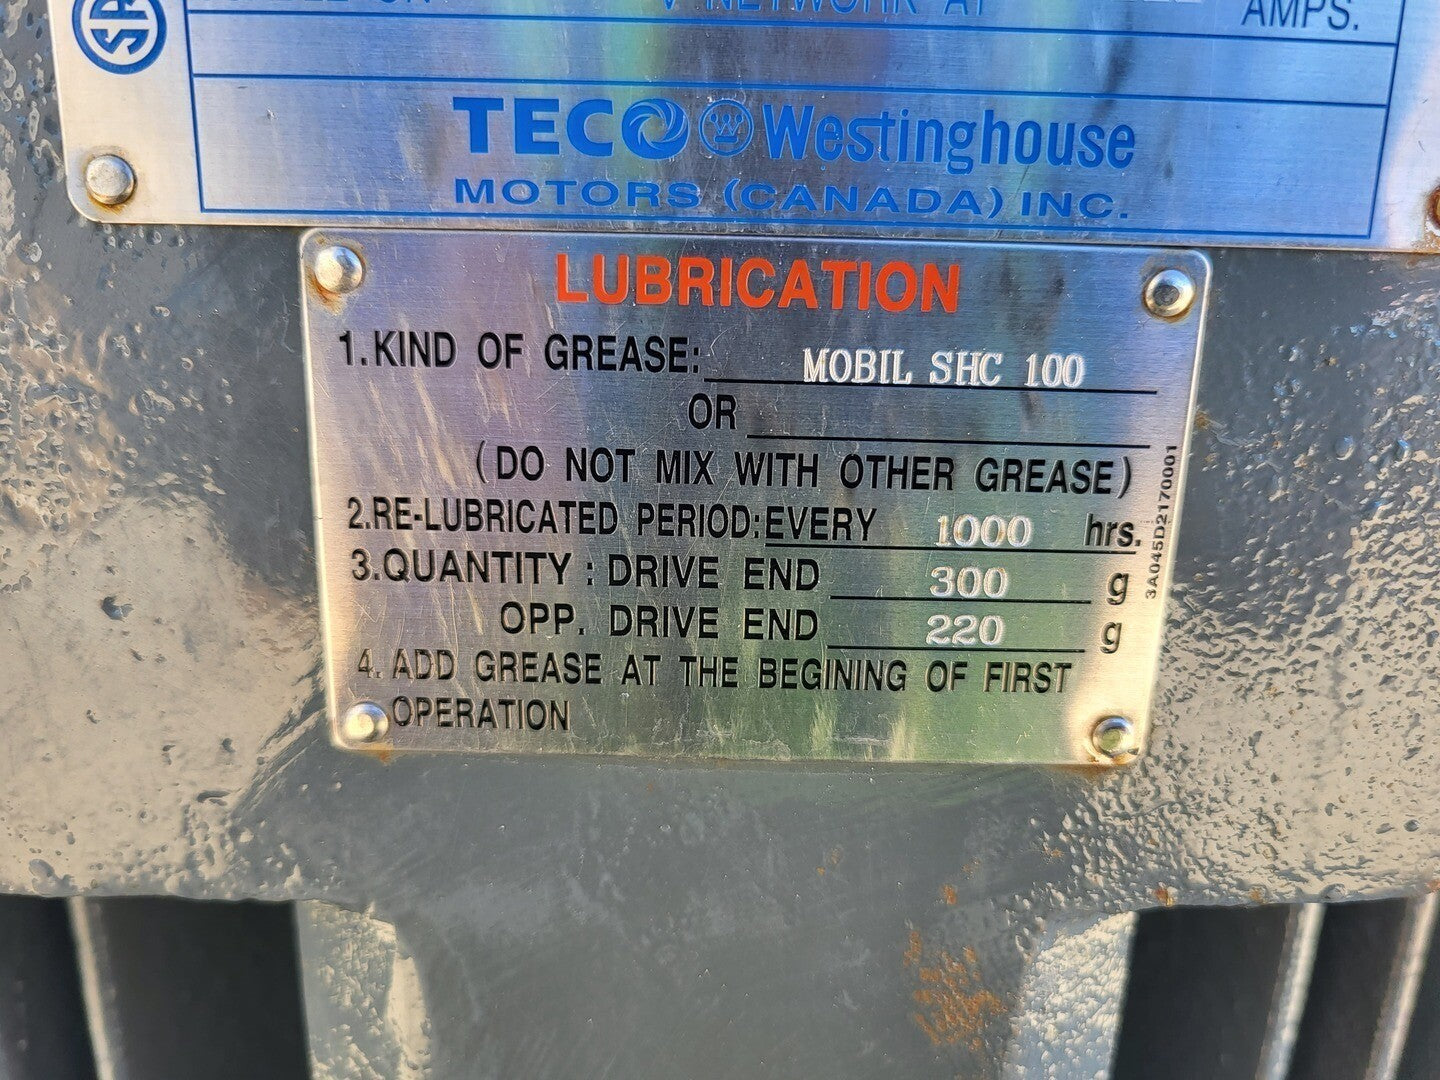 V NETWORK AT
AMPS.
TECO Westinghouse
MOTORS (CANADA) INC.
LUBRICATION
1.KIND OF GREASE: MOBIL SHC 100
OR
(DO NOT MIX WITH OTHER GREASE)
2.RE-LUBRICATED PERIOD:EVERY 1000 hrs.
3.QUANTITY : DRIVE END 300 g
OPP. DRIVE END 220 g
4. ADD GREASE AT THE BEGINING OF FIRST
OPERATION
3A045D2170001